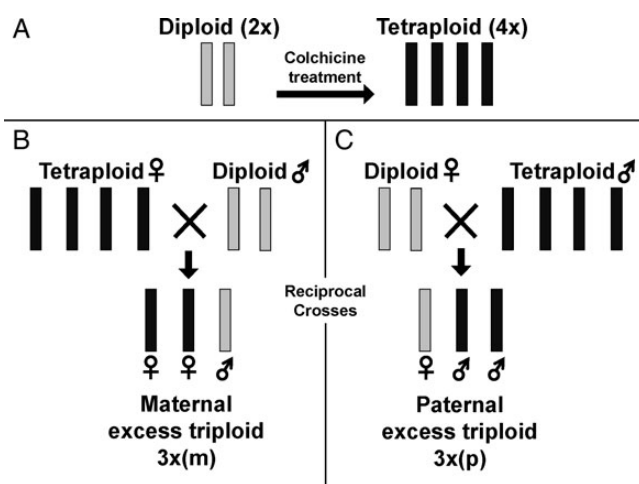 A
Diploid (2x)
Colchicine
treatment
Tetraploid (4x)
B
Tetraploid♀
Diploid♂
♀ ♀ ♂
Maternal
excess triploid
3x(m)
Reciprocal
Crosses
C
Diploid♀
Tetraploid♂
♀ ♂ ♂
Paternal
excess triploid
3x(p)